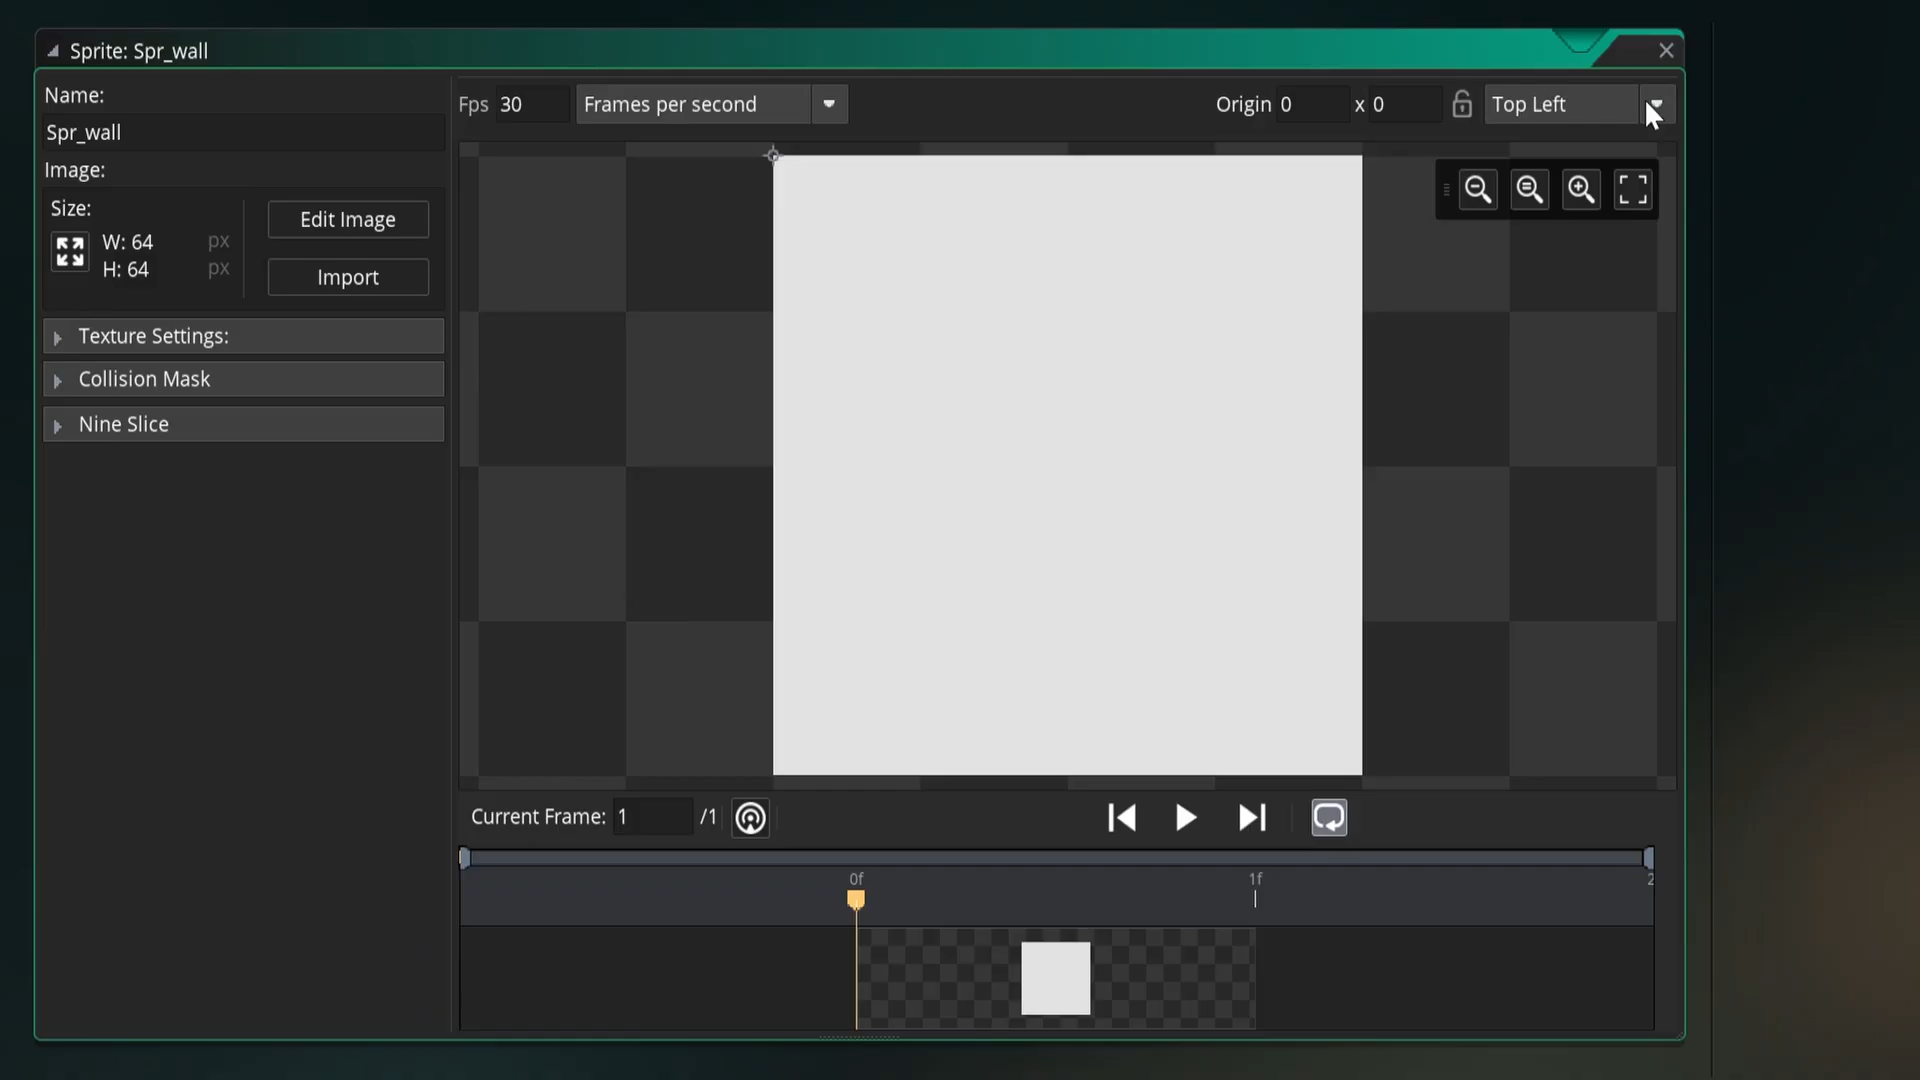 Sprite: Spr_wall
Name:
Spr_wall
Image:
Size:
W: 64 px
H: 64 px
Edit Image
Import
Texture Settings:
Collision Mask
Nine Slice
Fps 30 Frames per second Origin 0 x 0 Top Left
Current Frame: 1 /1
0f 1f 2